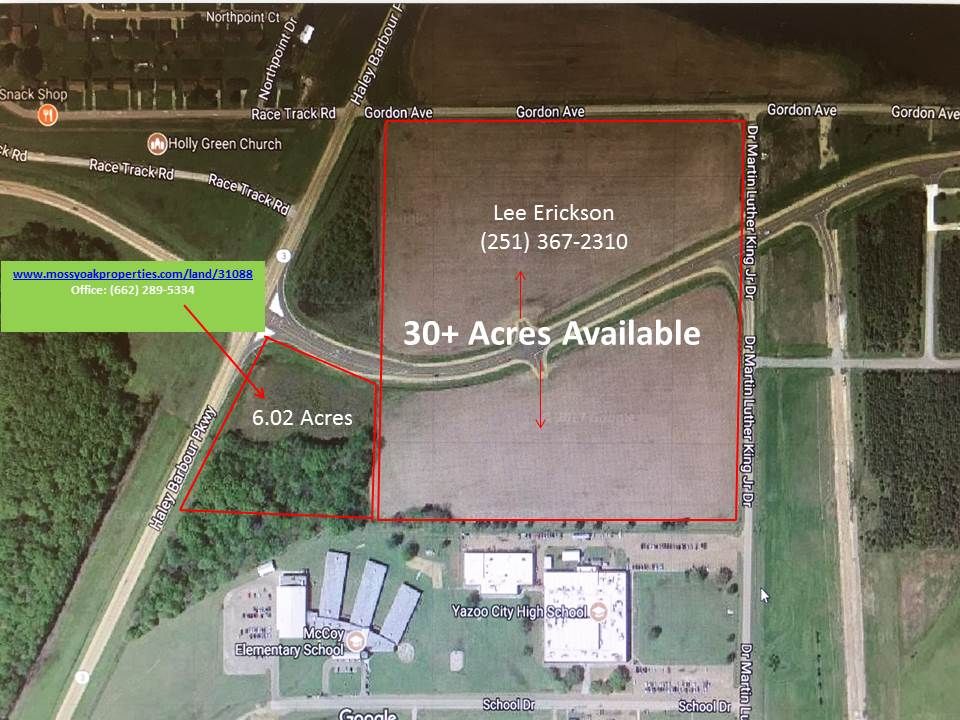 Northpoint Ct
Northpoint Dr
Haley Barbour P
Snack Shop
Race Track Rd
Gordon Ave
Gordon Ave
Gordon Ave
Gordon Ave
Holly Green Church
ck Rd
Race Track Rd
Race Track Rd
Dr Martin Luther King Jr Dr
Lee Erickson
(251) 367-2310
3
www.mossyoakproperties.com/land/31088
Office: (662) 289-5334
30+ Acres Available
6.02 Acres
Dr Martin Luther King Jr Dr
Haley Barbour Pkwy
Yazoo City High School
McCoy
Elementary School
3
Dr Martin Lu
School Dr
School Dr
Google